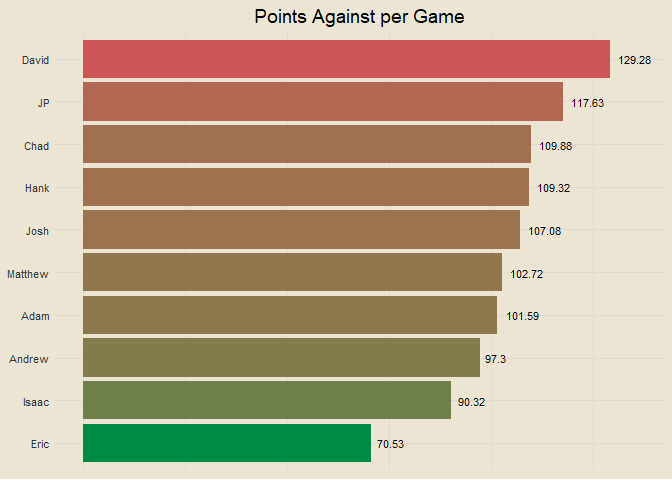 Points Against per Game
David 129.28
JP 117.63
Chad 109.88
Hank 109.32
Josh 107.08
Matthew 102.72
Adam 101.59
Andrew 97.3
Isaac 90.32
Eric 70.53